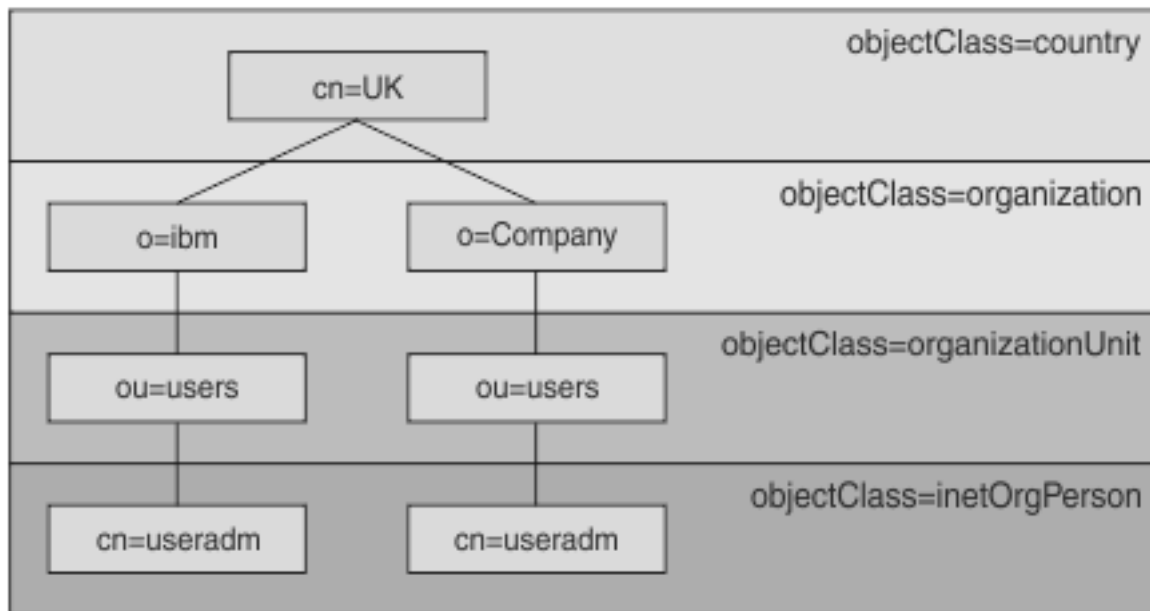 objectClass=country
cn=UK
objectClass=organization
o=ibm
o=Company
objectClass=organizationUnit
ou=users
ou=users
objectClass=inetOrgPerson
cn=useradm
cn=useradm